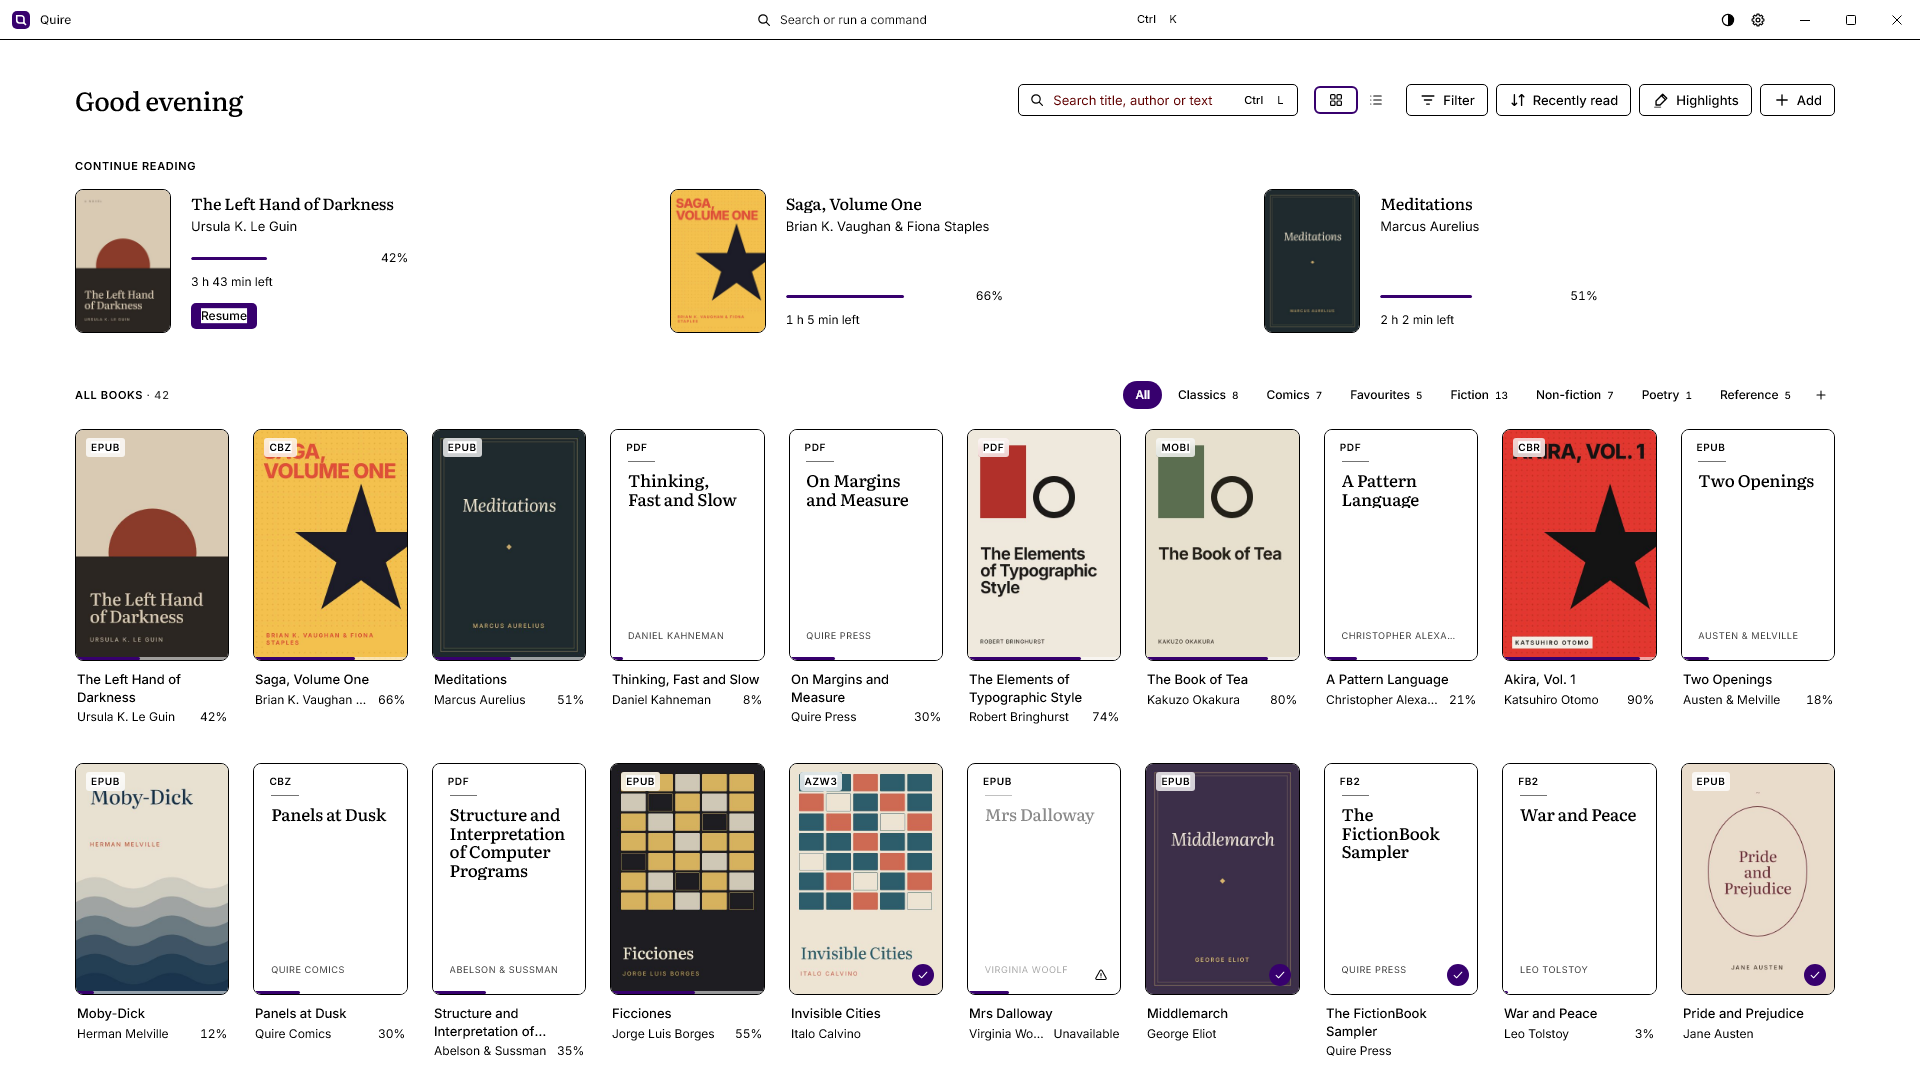 Quire
Search or run a command
Ctrl K
Good evening
Search title, author or text
Ctrl L
Filter
Recently read
Highlights
Add
CONTINUE READING
The Left Hand of Darkness
URSULA K. LE GUIN
The Left Hand of Darkness
Ursula K. Le Guin
42%
3 h 43 min left
Resume
SAGA, VOLUME ONE
BRIAN K. VAUGHAN & FIONA STAPLES
Saga, Volume One
Brian K. Vaughan & Fiona Staples
66%
1 h 5 min left
Meditations
MARCUS AURELIUS
Meditations
Marcus Aurelius
51%
2 h 2 min left
ALL BOOKS · 42
All
Classics 8
Comics 7
Favourites 5
Fiction 13
Non-fiction 7
Poetry 1
Reference 5
EPUB
The Left Hand
of Darkness
URSULA K. LE GUIN
The Left Hand of
Darkness
Ursula K. Le Guin 42%
CBZ
VOLUME ONE
BRIAN K. VAUGHAN & FIONA
STAPLES
Saga, Volume One
Brian K. Vaughan ... 66%
EPUB
Meditations
MARCUS AURELIUS
Meditations
Marcus Aurelius 51%
PDF
Thinking,
Fast and Slow
DANIEL KAHNEMAN
Thinking, Fast and Slow
Daniel Kahneman 8%
PDF
On Margins
and Measure
QUIRE PRESS
On Margins and
Measure
Quire Press 30%
PDF
The Elements
of Typographic
Style
ROBERT BRINGHURST
The Elements of
Typographic Style
Robert Bringhurst 74%
MOBI
The Book of Tea
KAKUZO OKAKURA
The Book of Tea
Kakuzo Okakura 80%
PDF
A Pattern
Language
CHRISTOPHER ALEXA...
A Pattern Language
Christopher Alexa... 21%
CBR
AKIRA, VOL. 1
KATSUHIRO OTOMO
Akira, Vol. 1
Katsuhiro Otomo 90%
EPUB
Two Openings
AUSTEN & MELVILLE
Two Openings
Austen & Melville 18%
EPUB
Moby-Dick
HERMAN MELVILLE
Moby-Dick
Herman Melville 12%
CBZ
Panels at Dusk
QUIRE COMICS
Panels at Dusk
Quire Comics 30%
PDF
Structure and
Interpretation
of Computer
Programs
ABELSON & SUSSMAN
Structure and
Interpretation of...
Abelson & Sussman 35%
EPUB
Ficciones
JORGE LUIS BORGES
Ficciones
Jorge Luis Borges 55%
AZW3
Invisible Cities
ITALO CALVINO
Invisible Cities
Italo Calvino
EPUB
Mrs Dalloway
VIRGINIA WOOLF
Mrs Dalloway
Virginia Wo... Unavailable
EPUB
Middlemarch
GEORGE ELIOT
Middlemarch
George Eliot
FB2
The
FictionBook
Sampler
QUIRE PRESS
The FictionBook
Sampler
Quire Press
FB2
War and Peace
LEO TOLSTOY
War and Peace
Leo Tolstoy 3%
EPUB
Pride
and
Prejudice
JANE AUSTEN
Pride and Prejudice
Jane Austen